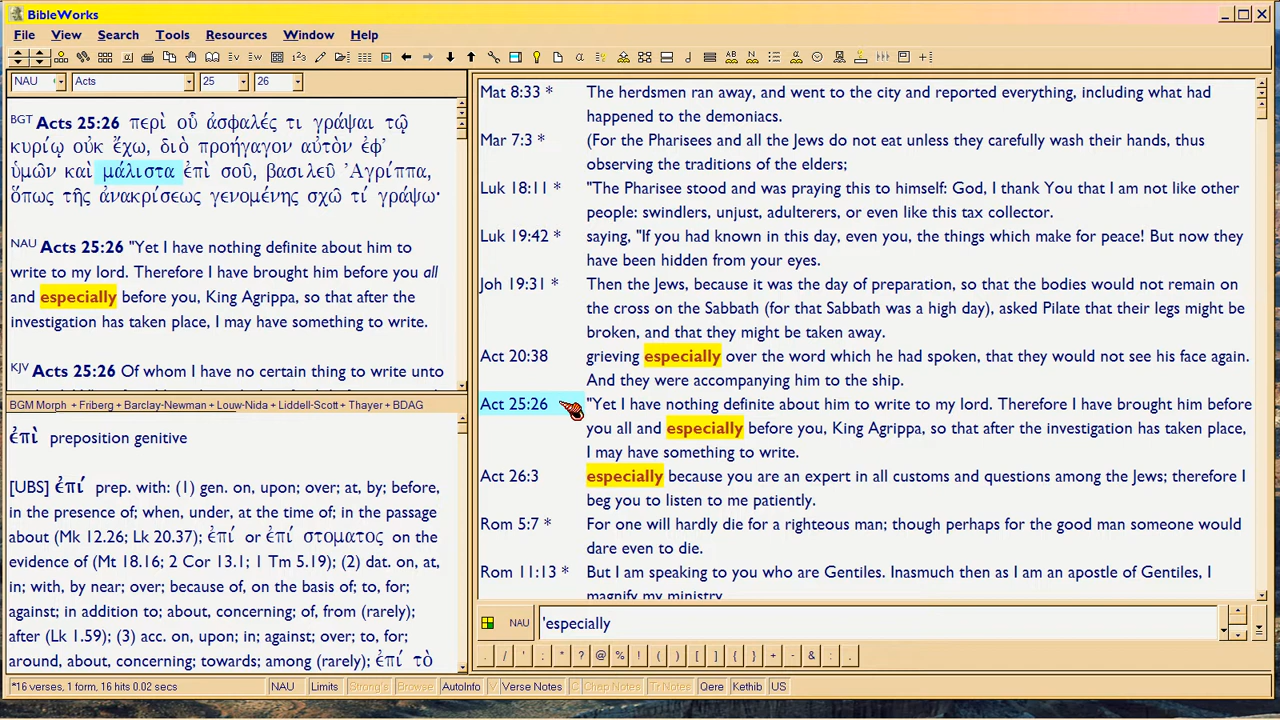 BibleWorks
File View Search Tools Resources Window Help
NAU Acts 25 26
BGT Acts 25:26 περὶ οὗ ἀσφαλές τι γράψαι τῷ
κυρίῳ οὐκ ἔχω, διὸ προήγαγον αὐτὸν ἐφ'
ὑμῶν καὶ μάλιστα ἐπὶ σοῦ, βασιλεῦ Ἀγρίππα,
ὅπως τῆς ἀνακρίσεως γενομένης σχῶ τί γράψω·
NAU Acts 25:26 "Yet I have nothing definite about him to
write to my lord. Therefore I have brought him before you all
and especially before you, King Agrippa, so that after the
investigation has taken place, I may have something to write.
KJV Acts 25:26 Of whom I have no certain thing to write unto
BGM Morph + Friberg + Barclay-Newman + Louw-Nida + Liddell-Scott + Thayer + BDAG
ἐπὶ preposition genitive
[UBS] ἐπί prep. with: (1) gen. on, upon; over; at, by; before,
in the presence of; when, under, at the time of; in the passage
about (Mk 12.26; Lk 20.37); ἐπί or ἐπί στοματος on the
evidence of (Mt 18.16; 2 Cor 13.1; 1 Tm 5.19); (2) dat. on, at,
in; with, by near; over; because of, on the basis of; to, for;
against; in addition to; about, concerning; of, from (rarely);
after (Lk 1.59); (3) acc. on, upon; in; against; over; to, for;
around, about, concerning; towards; among (rarely); ἐπί τὸ
Mat 8:33 * The herdsmen ran away, and went to the city and reported everything, including what had
happened to the demoniacs.
Mar 7:3 * (For the Pharisees and all the Jews do not eat unless they carefully wash their hands, thus
observing the traditions of the elders;
Luk 18:11 * "The Pharisee stood and was praying this to himself: God, I thank You that I am not like other
people: swindlers, unjust, adulterers, or even like this tax collector.
Luk 19:42 * saying, "If you had known in this day, even you, the things which make for peace! But now they
have been hidden from your eyes.
Joh 19:31 * Then the Jews, because it was the day of preparation, so that the bodies would not remain on
the cross on the Sabbath (for that Sabbath was a high day), asked Pilate that their legs might be
broken, and that they might be taken away.
Act 20:38 grieving especially over the word which he had spoken, that they would not see his face again.
And they were accompanying him to the ship.
Act 25:26 "Yet I have nothing definite about him to write to my lord. Therefore I have brought him before
you all and especially before you, King Agrippa, so that after the investigation has taken place,
I may have something to write.
Act 26:3 especially because you are an expert in all customs and questions among the Jews; therefore I
beg you to listen to me patiently.
Rom 5:7 * For one will hardly die for a righteous man; though perhaps for the good man someone would
dare even to die.
Rom 11:13 * But I am speaking to you who are Gentiles. Inasmuch then as I am an apostle of Gentiles, I
magnify my ministry,
NAU 'especially
. / ' ; * ? @ % ! ( ) [ ] { } + - & : .
*16 verses, 1 form, 16 hits 0.02 secs NAU Limits Strong's Browse AutoInfo V Verse Notes C Chap Notes Tr Notes Qere Kethib US